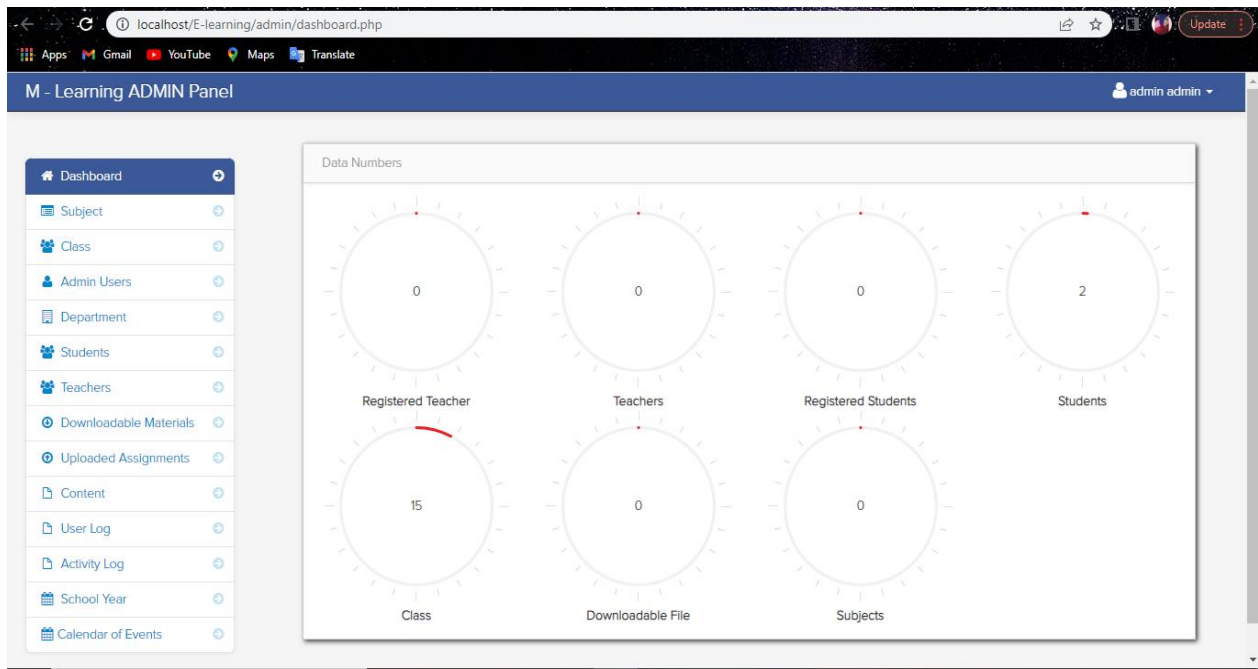 localhost/E-learning/admin/dashboard.php
Update
Apps Gmail YouTube Maps Translate
M - Learning ADMIN Panel
admin admin
Dashboard
Subject
Class
Admin Users
Department
Students
Teachers
Downloadable Materials
Uploaded Assignments
Content
User Log
Activity Log
School Year
Calendar of Events
Data Numbers
0 0 0 2
Registered Teacher Teachers Registered Students Students
15 0 0
Class Downloadable File Subjects